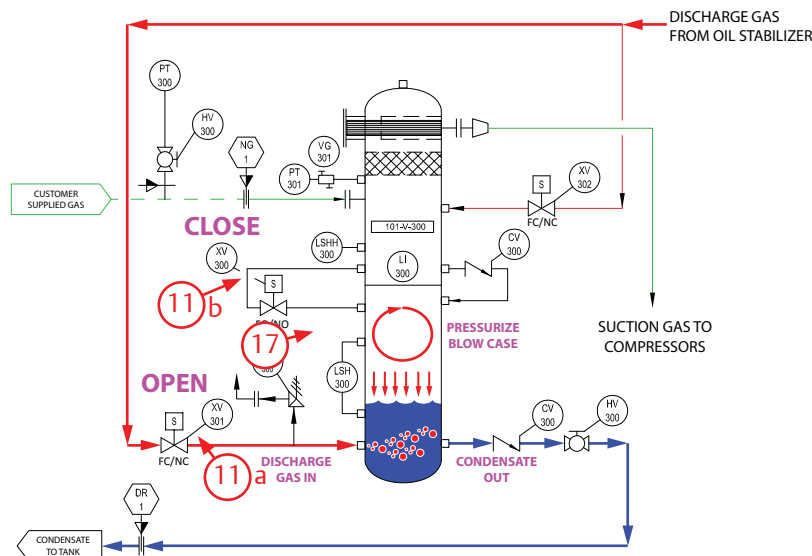 DISCHARGE GAS
FROM OIL STABILIZER
PT
300
HV
300
NG
1
VG
301
PT
301
S
XV
302
FC/NC
CUSTOMER
SUPPLIED GAS
CLOSE
101-V-300
LSHH
300
XV
300
LI
300
CV
300
S
11 b
17
PRESSURIZE
BLOW CASE
SUCTION GAS TO
COMPRESSORS
LSH
300
OPEN
S
XV
301
FC/NC
11 a
DISCHARGE
GAS IN
CV
300
HV
300
CONDENSATE
OUT
DR
1
CONDENSATE
TO TANK